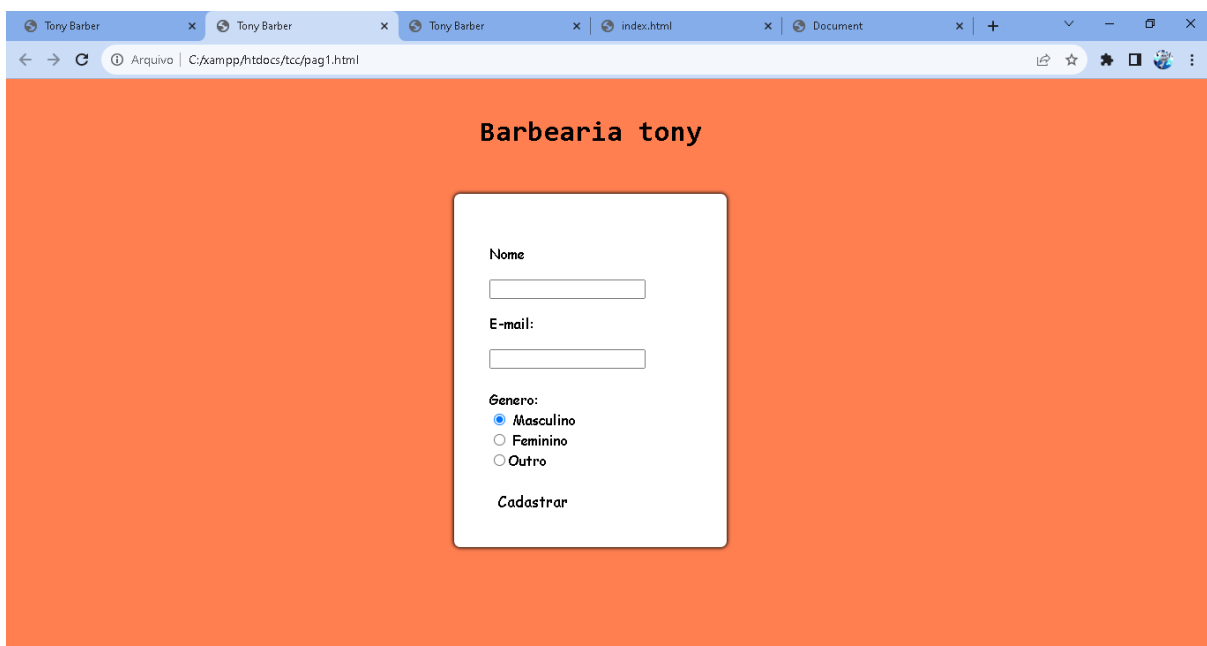 Tony Barber
Tony Barber
Tony Barber
index.html
Document
Arquivo
C:/xampp/htdocs/tcc/pag1.html
Barbearia tony
Nome
E-mail:
Genero:
Masculino
Feminino
Outro
Cadastrar